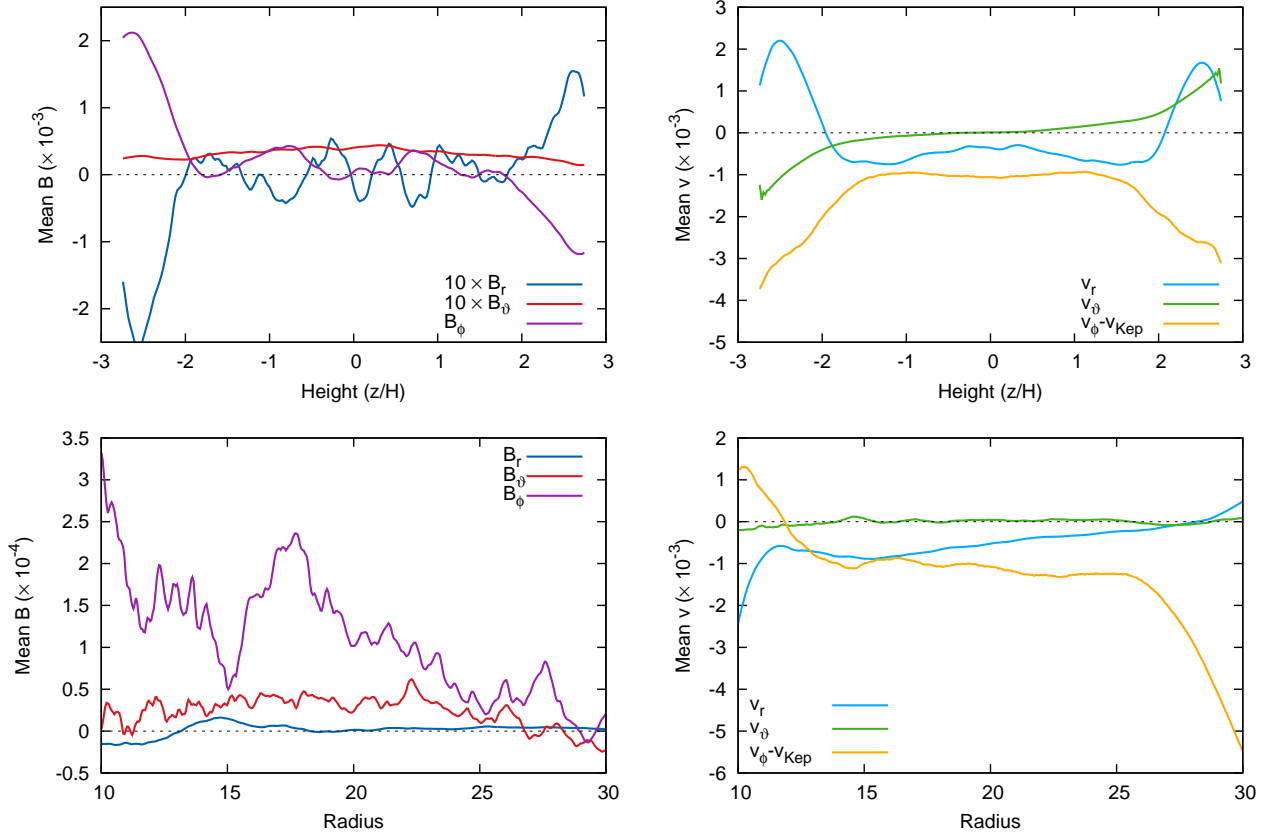 2
1
0
-1
-2
-3 -2 -1 0 1 2 3
Mean B (× 10⁻³)
Height (z/H)
10 × B_r
10 × B_ϑ
B_ϕ
3
2
1
0
-1
-2
-3
-4
-5
-3 -2 -1 0 1 2 3
Mean v (× 10⁻³)
Height (z/H)
v_r
v_ϑ
v_ϕ-v_Kep
3.5
3
2.5
2
1.5
1
0.5
0
-0.5
10 15 20 25 30
Mean B (× 10⁻⁴)
Radius
B_r
B_ϑ
B_ϕ
2
1
0
-1
-2
-3
-4
-5
-6
10 15 20 25 30
Mean v (× 10⁻³)
Radius
v_r
v_ϑ
v_ϕ-v_Kep